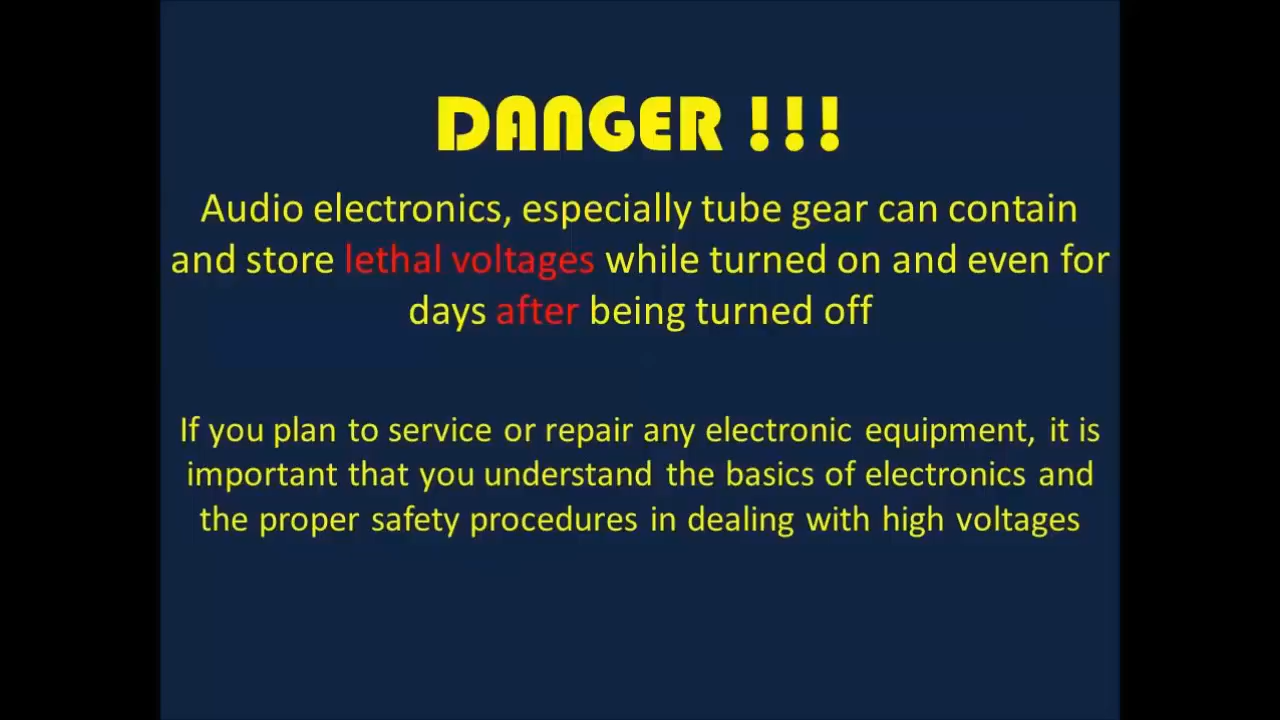 DANGER !!!
Audio electronics, especially tube gear can contain
and store lethal voltages while turned on and even for
days after being turned off
If you plan to service or repair any electronic equipment, it is
important that you understand the basics of electronics and
the proper safety procedures in dealing with high voltages